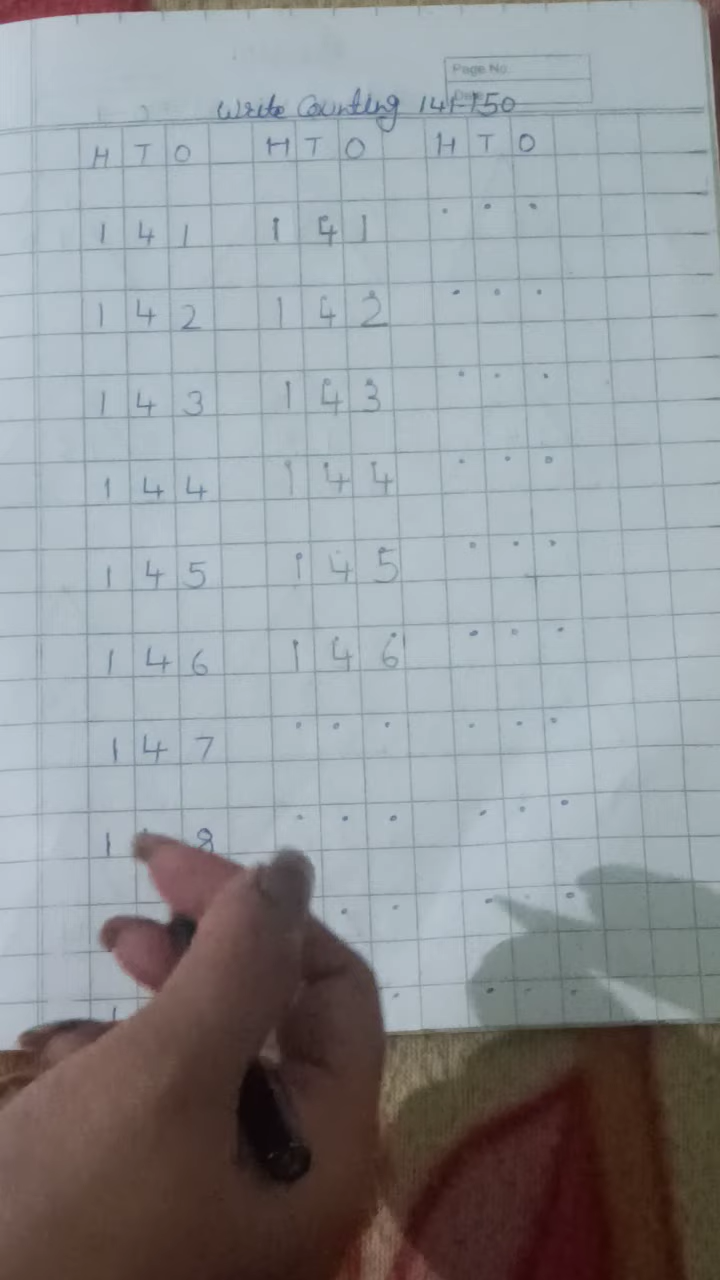 Page No.
Write Counting 141-150
H T O H T O H T O
1 4 1 1 4 1
1 4 2 1 4 2
1 4 3 1 4 3
1 4 4 1 4 4
1 4 5 1 4 5
1 4 6 1 4 6
1 4 7
1 8
1